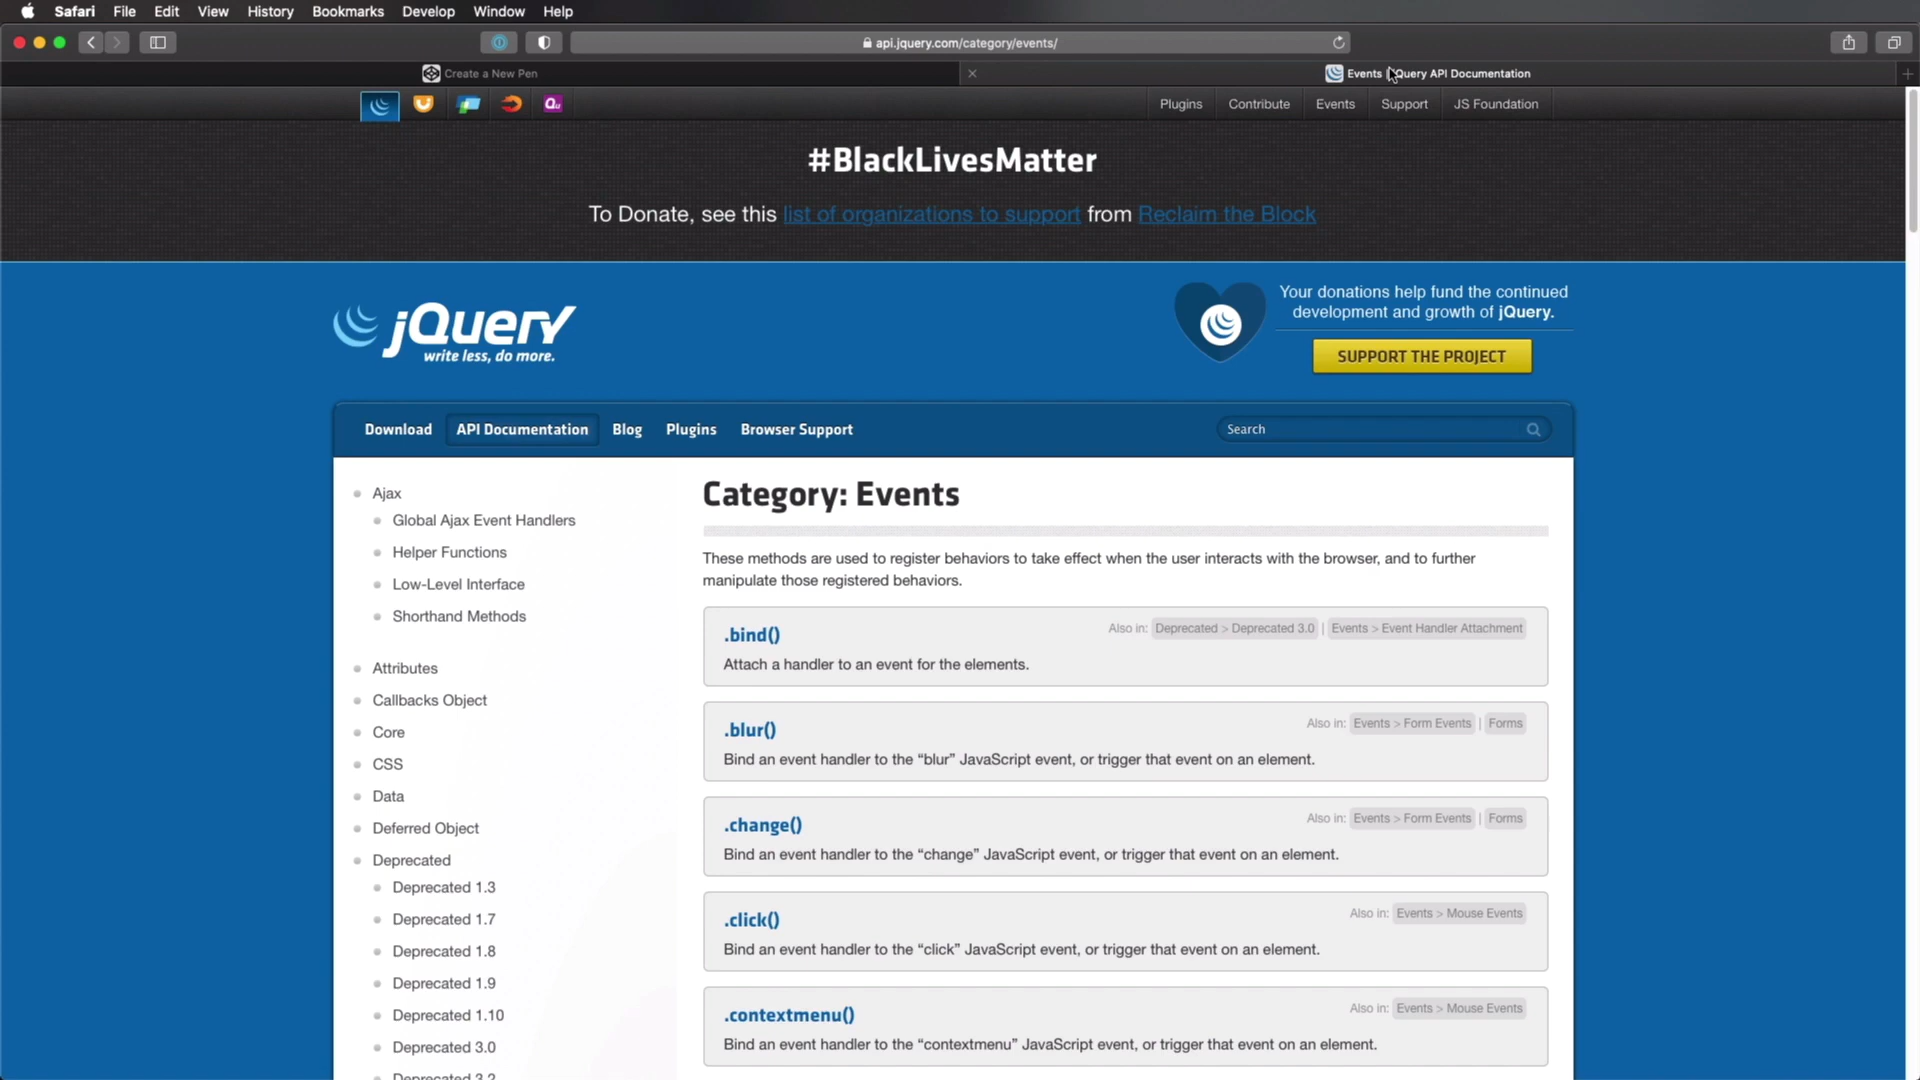 Safari File Edit View History Bookmarks Develop Window Help
api.jquery.com/category/events/
Create a New Pen
Events jQuery API Documentation
Qu
Plugins Contribute Events Support JS Foundation
#BlackLivesMatter
To Donate, see this list of organizations to support from Reclaim the Block
jQuery
write less, do more.
Your donations help fund the continued
development and growth of jQuery.
SUPPORT THE PROJECT
Download API Documentation Blog Plugins Browser Support
Search
Ajax
Global Ajax Event Handlers
Helper Functions
Low-Level Interface
Shorthand Methods
Attributes
Callbacks Object
Core
CSS
Data
Deferred Object
Deprecated
Deprecated 1.3
Deprecated 1.7
Deprecated 1.8
Deprecated 1.9
Deprecated 1.10
Deprecated 3.0
Deprecated 3.2
Category: Events
These methods are used to register behaviors to take effect when the user interacts with the browser, and to further
manipulate those registered behaviors.
.bind()
Also in: Deprecated > Deprecated 3.0 | Events > Event Handler Attachment
Attach a handler to an event for the elements.
.blur()
Also in: Events > Form Events | Forms
Bind an event handler to the “blur” JavaScript event, or trigger that event on an element.
.change()
Also in: Events > Form Events | Forms
Bind an event handler to the “change” JavaScript event, or trigger that event on an element.
.click()
Also in: Events > Mouse Events
Bind an event handler to the “click” JavaScript event, or trigger that event on an element.
.contextmenu()
Also in: Events > Mouse Events
Bind an event handler to the “contextmenu” JavaScript event, or trigger that event on an element.